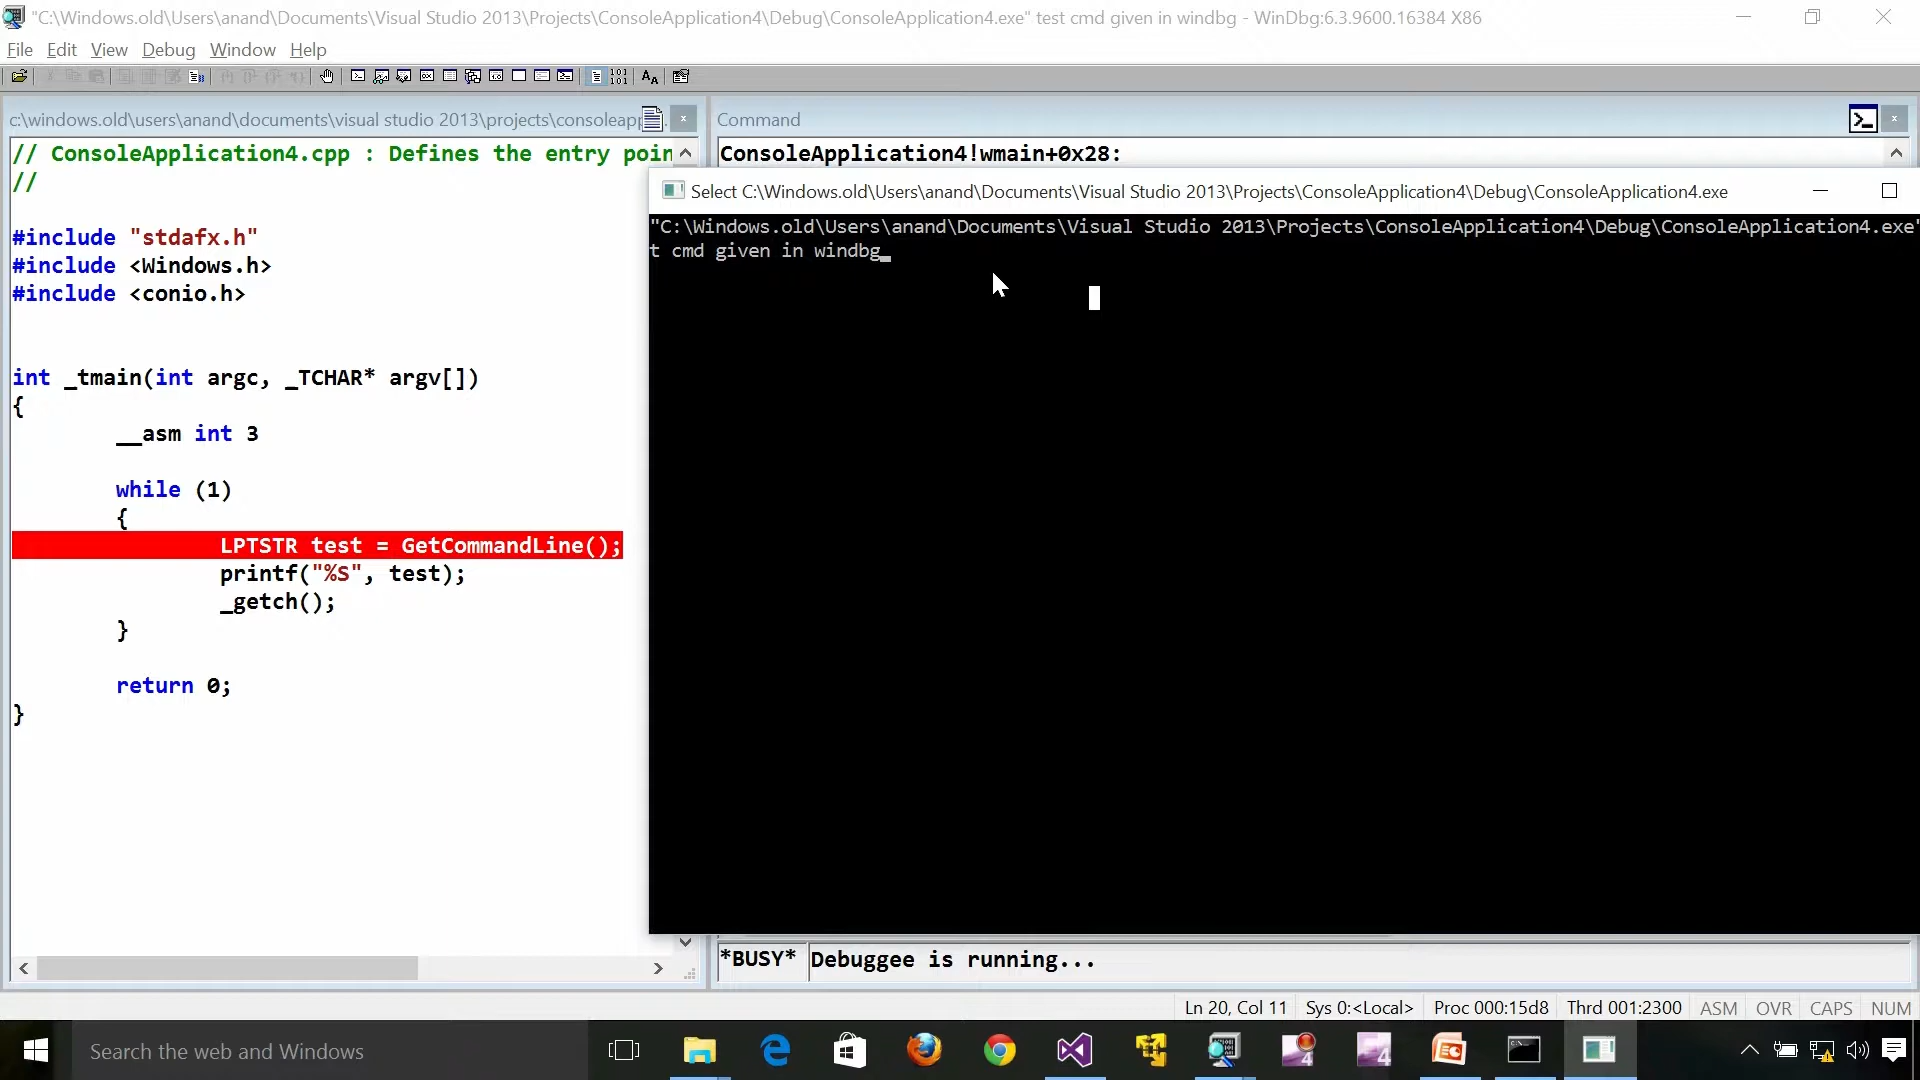 "C:\Windows.old\Users\anand\Documents\Visual Studio 2013\Projects\ConsoleApplication4\Debug\ConsoleApplication4.exe" test cmd given in windbg - WinDbg:6.3.9600.16384 X86
File Edit View Debug Window Help
c:\windows.old\users\anand\documents\visual studio 2013\projects\consoleapp
// ConsoleApplication4.cpp : Defines the entry poin
//
#include "stdafx.h"
#include <Windows.h>
#include <conio.h>
int _tmain(int argc, _TCHAR* argv[])
{
__asm int 3
while (1)
{
LPTSTR test = GetCommandLine();
printf("%S", test);
_getch();
}
return 0;
}
Command
ConsoleApplication4!wmain+0x28:
Select C:\Windows.old\Users\anand\Documents\Visual Studio 2013\Projects\ConsoleApplication4\Debug\ConsoleApplication4.exe
"C:\Windows.old\Users\anand\Documents\Visual Studio 2013\Projects\ConsoleApplication4\Debug\ConsoleApplication4.exe"
t cmd given in windbg_
*BUSY* Debuggee is running...
Ln 20, Col 11 Sys 0:<Local> Proc 000:15d8 Thrd 001:2300 ASM OVR CAPS NUM
Search the web and Windows